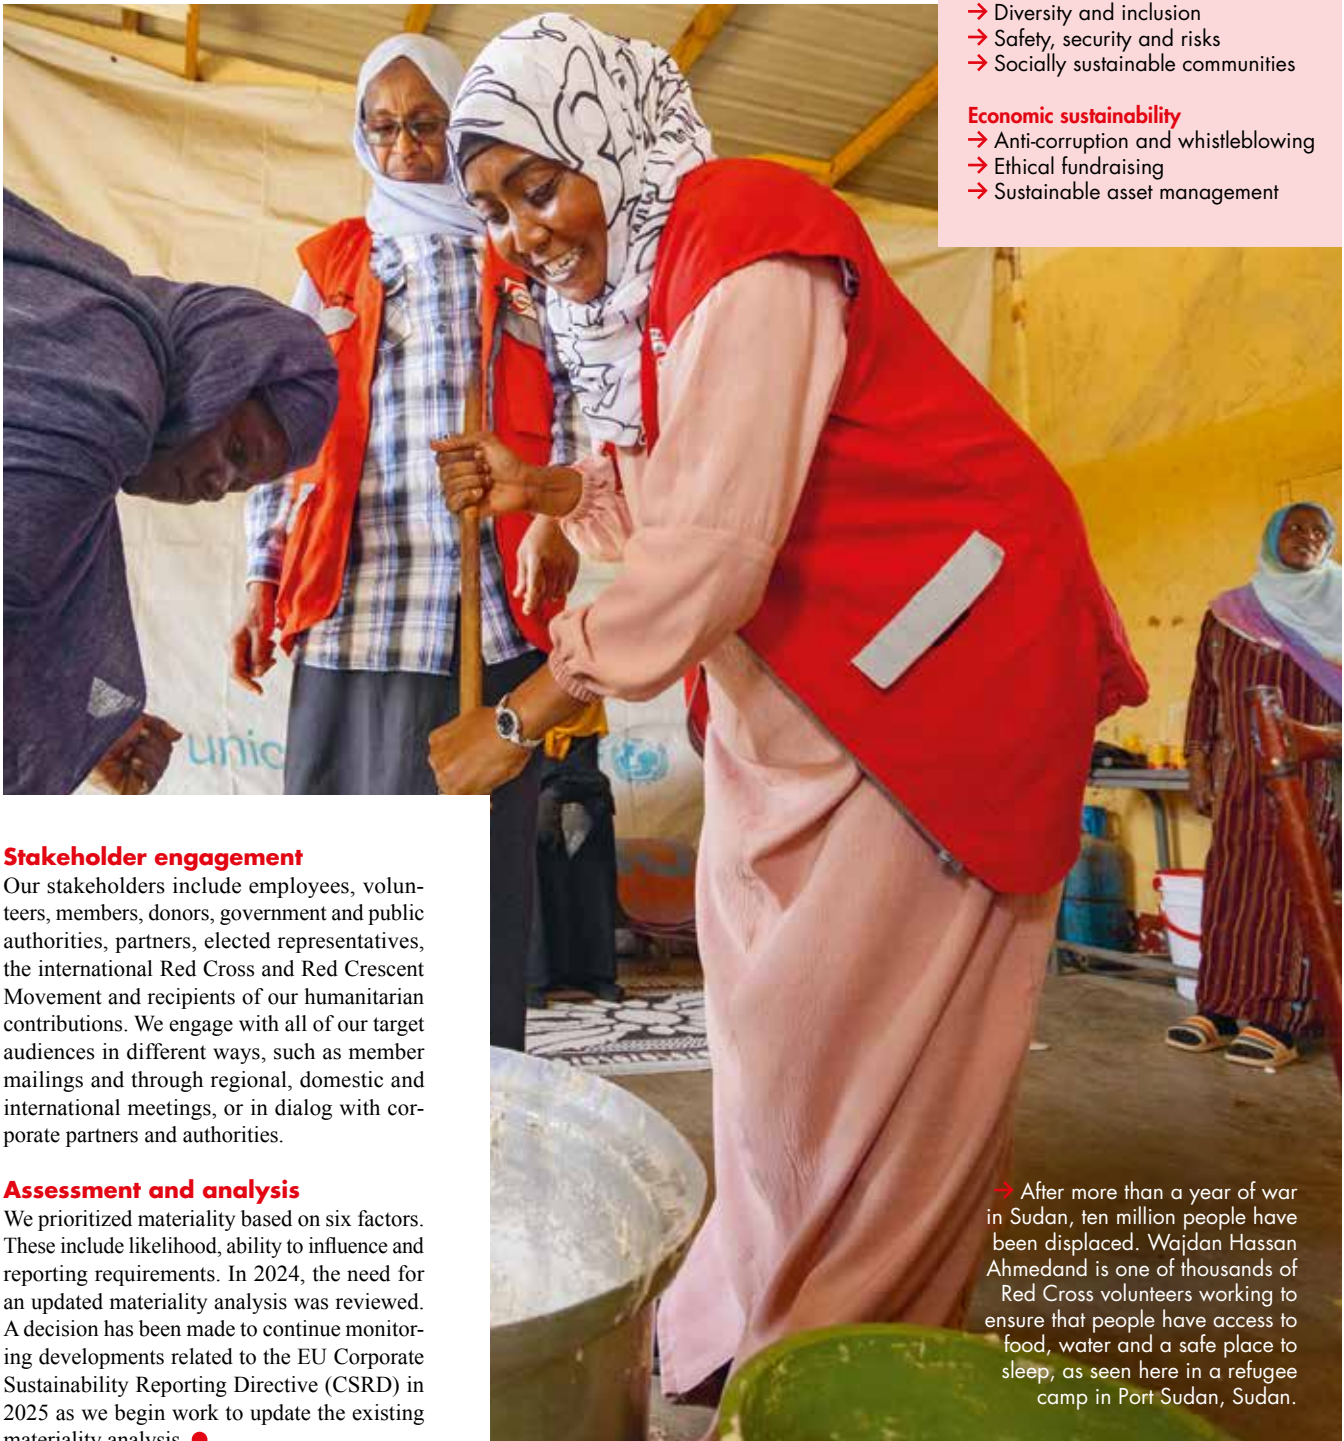 → Diversity and inclusion
→ Safety, security and risks
→ Socially sustainable communities
Economic sustainability
→ Anti-corruption and whistleblowing
→ Ethical fundraising
→ Sustainable asset management
unic
Stakeholder engagement
Our stakeholders include employees, volun-
teers, members, donors, government and public
authorities, partners, elected representatives,
the international Red Cross and Red Crescent
Movement and recipients of our humanitarian
contributions. We engage with all of our target
audiences in different ways, such as member
mailings and through regional, domestic and
international meetings, or in dialog with cor-
porate partners and authorities.
Assessment and analysis
We prioritized materiality based on six factors.
These include likelihood, ability to influence and
reporting requirements. In 2024, the need for
an updated materiality analysis was reviewed.
A decision has been made to continue monitor-
ing developments related to the EU Corporate
Sustainability Reporting Directive (CSRD) in
2025 as we begin work to update the existing
materiality analysis.
→ After more than a year of war
in Sudan, ten million people have
been displaced. Wajdan Hassan
Ahmedand is one of thousands of
Red Cross volunteers working to
ensure that people have access to
food, water and a safe place to
sleep, as seen here in a refugee
camp in Port Sudan, Sudan.